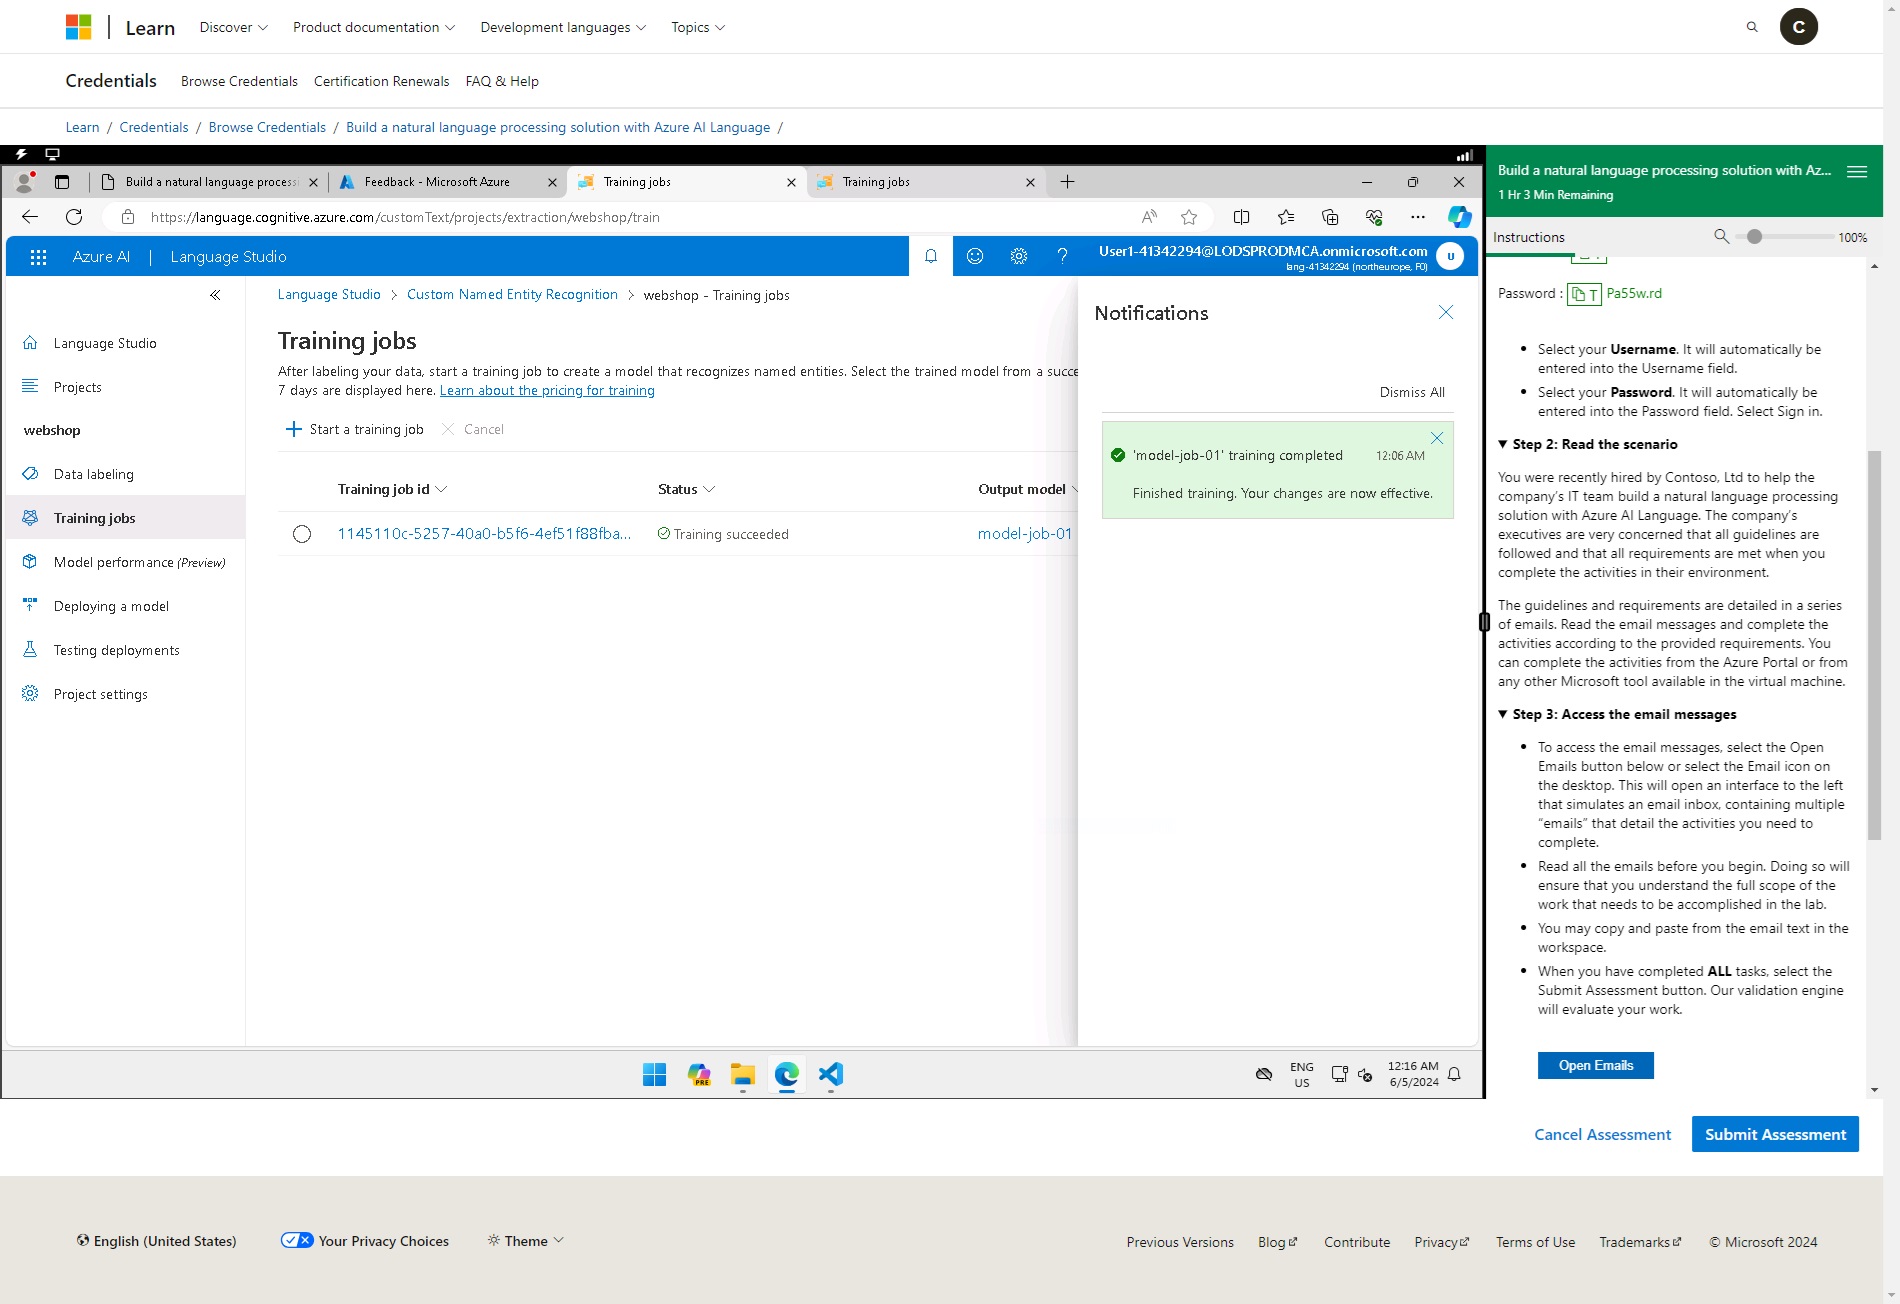 Learn
Discover
Product documentation
Development languages
Topics
C
Credentials
Browse Credentials
Certification Renewals
FAQ & Help
Learn / Credentials / Browse Credentials / Build a natural language processing solution with Azure AI Language /
Build a natural language processi
Feedback - Microsoft Azure
Training jobs
Training jobs
https://language.cognitive.azure.com/customText/projects/extraction/webshop/train
Azure AI | Language Studio
User1-41342294@LODSPRODMCA.onmicrosoft.com
lang-41342294 (northeurope, F0)
U
Language Studio
Projects
webshop
Data labeling
Training jobs
Model performance (Preview)
Deploying a model
Testing deployments
Project settings
Language Studio > Custom Named Entity Recognition > webshop - Training jobs
Training jobs
After labeling your data, start a training job to create a model that recognizes named entities. Select the trained model from a succe
7 days are displayed here. Learn about the pricing for training
Start a training job
Cancel
Training job id
Status
Output model
1145110c-5257-40a0-b5f6-4ef51f88fba...
Training succeeded
model-job-01
Notifications
Dismiss All
'model-job-01' training completed
12:06 AM
Finished training. Your changes are now effective.
PRE
ENG
US
12:16 AM
6/5/2024
Build a natural language processing solution with Az...
1 Hr 3 Min Remaining
Instructions
100%
Password : T Pa55w.rd
• Select your Username. It will automatically be
entered into the Username field.
• Select your Password. It will automatically be
entered into the Password field. Select Sign in.
▼ Step 2: Read the scenario
You were recently hired by Contoso, Ltd to help the
company's IT team build a natural language processing
solution with Azure AI Language. The company's
executives are very concerned that all guidelines are
followed and that all requirements are met when you
complete the activities in their environment.
The guidelines and requirements are detailed in a series
of emails. Read the email messages and complete the
activities according to the provided requirements. You
can complete the activities from the Azure Portal or from
any other Microsoft tool available in the virtual machine.
▼ Step 3: Access the email messages
• To access the email messages, select the Open
Emails button below or select the Email icon on
the desktop. This will open an interface to the left
that simulates an email inbox, containing multiple
“emails” that detail the activities you need to
complete.
• Read all the emails before you begin. Doing so will
ensure that you understand the full scope of the
work that needs to be accomplished in the lab.
• You may copy and paste from the email text in the
workspace.
• When you have completed ALL tasks, select the
Submit Assessment button. Our validation engine
will evaluate your work.
Open Emails
Cancel Assessment
Submit Assessment
English (United States)
Your Privacy Choices
Theme
Previous Versions
Blog
Contribute
Privacy
Terms of Use
Trademarks
© Microsoft 2024